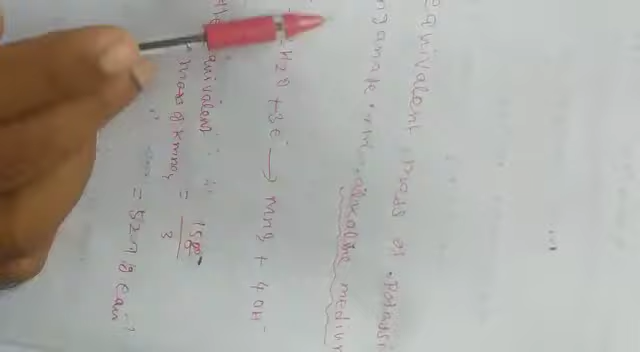 equivalent mass of Potassi
nganate in alkaline medium
H2O + 3e⁻ → MnO2 + 4OH⁻
equivalent
mass of KMnO4 = 158 / 3
= 52.7 g eqn⁻¹